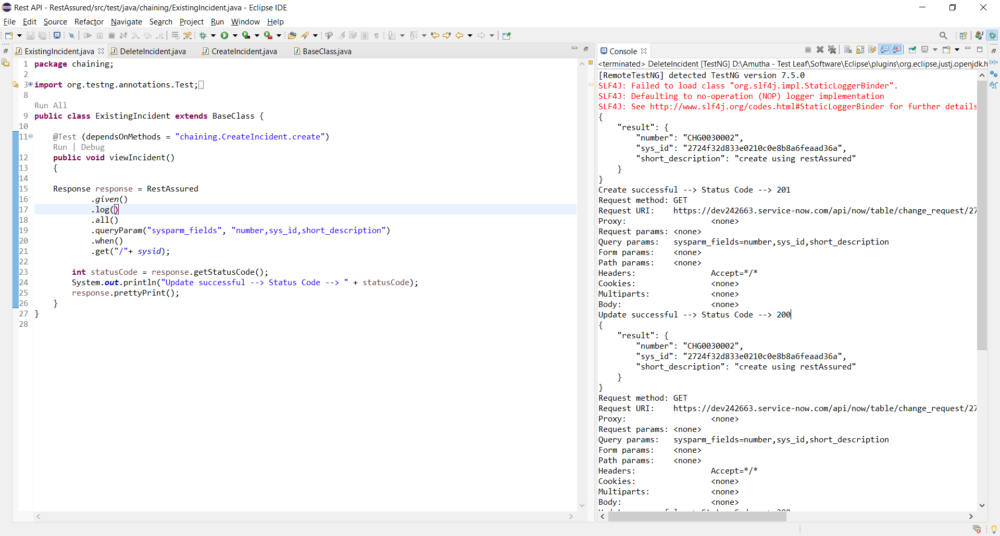 Rest API - RestAssured/src/test/java/chaining/ExistingIncident.java - Eclipse IDE
File Edit Source Refactor Navigate Search Project Run Window Help
ExistingIncident.java DeleteIncident.java CreateIncident.java BaseClass.java
1 package chaining;
2
3 import org.testng.annotations.Test;
8
Run All
9 public class ExistingIncident extends BaseClass {
10
11 @Test (dependsOnMethods = "chaining.CreateIncident.create")
Run | Debug
12 public void viewIncident()
13 {
14
15 Response response = RestAssured
16 .given()
17 .log()
18 .all()
19 .queryParam("sysparm_fields", "number,sys_id,short_description")
20 .when()
21 .get("/"+ sysid);
22
23 int statusCode = response.getStatusCode();
24 System.out.println("Update successful --> Status Code --> " + statusCode);
25 response.prettyPrint();
26 }
27 }
28
Console
<terminated> DeleteIncident [TestNG] D:\Amutha - Test Leaf\Software\Eclipse\plugins\org.eclipse.justj.openjdk.h
[RemoteTestNG] detected TestNG version 7.5.0
SLF4J: Failed to load class "org.slf4j.impl.StaticLoggerBinder".
SLF4J: Defaulting to no-operation (NOP) logger implementation
SLF4J: See http://www.slf4j.org/codes.html#StaticLoggerBinder for further details
{
"result": {
"number": "CHG0030002",
"sys_id": "2724f32d833e0210c0e8b8a6feaad36a",
"short_description": "create using restAssured"
}
}
Create successful --> Status Code --> 201
Request method: GET
Request URI: https://dev242663.service-now.com/api/now/table/change_request/27
Proxy: <none>
Request params: <none>
Query params: sysparm_fields=number,sys_id,short_description
Form params: <none>
Path params: <none>
Headers: Accept=*/*
Cookies: <none>
Multiparts: <none>
Body: <none>
Update successful --> Status Code --> 200
{
"result": {
"number": "CHG0030002",
"sys_id": "2724f32d833e0210c0e8b8a6feaad36a",
"short_description": "create using restAssured"
}
}
Request method: GET
Request URI: https://dev242663.service-now.com/api/now/table/change_request/27
Proxy: <none>
Request params: <none>
Query params: sysparm_fields=number,sys_id,short_description
Form params: <none>
Path params: <none>
Headers: Accept=*/*
Cookies: <none>
Multiparts: <none>
Body: <none>